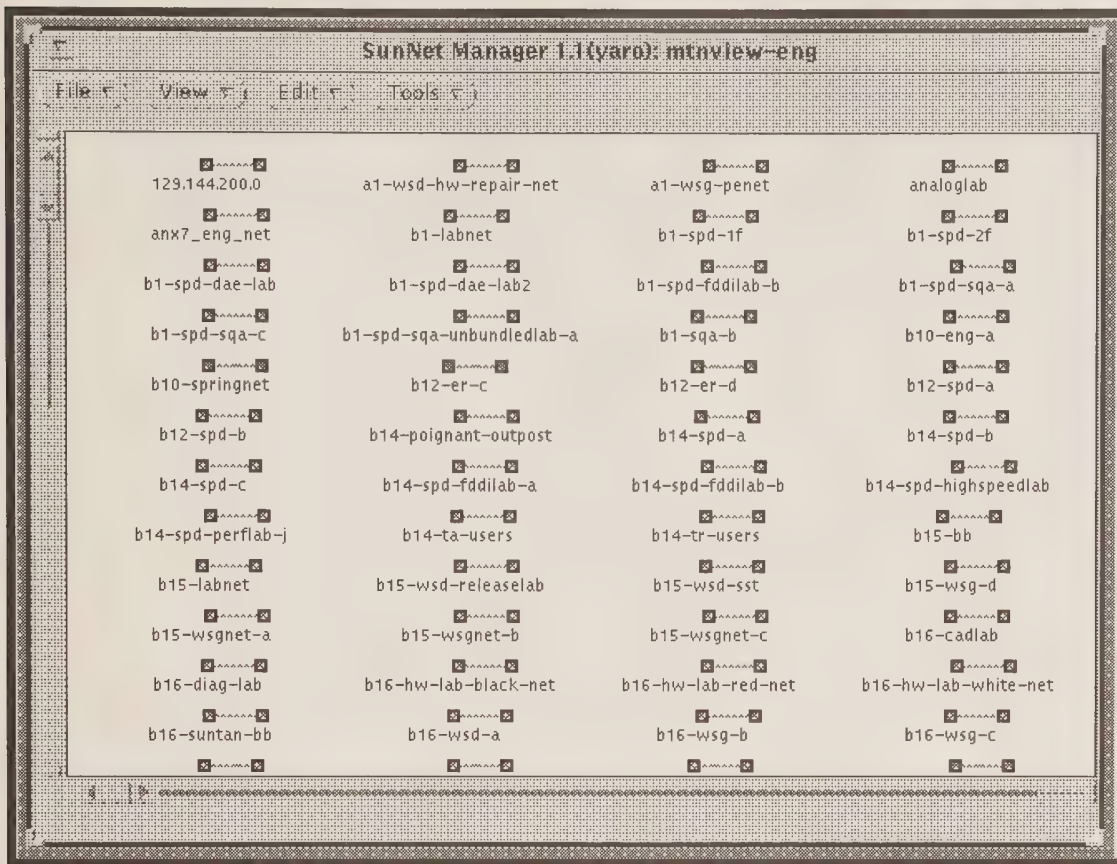 SunNet Manager 1.1(yaro): mtnview-eng
File View Edit Tools
129.144.200.0 a1-wsd-hw-repair-net a1-wsg-penet analoglab
anx7_eng_net b1-labnet b1-spd-1f b1-spd-2f
b1-spd-dae-lab b1-spd-dae-lab2 b1-spd-fddilab-b b1-spd-sqa-a
b1-spd-sqa-c b1-spd-sqa-unbundledlab-a b1-sqa-b b10-eng-a
b10-springnet b12-er-c b12-er-d b12-spd-a
b12-spd-b b14-poignant-outpost b14-spd-a b14-spd-b
b14-spd-c b14-spd-fddilab-a b14-spd-fddilab-b b14-spd-highspeedlab
b14-spd-perflab-j b14-ta-users b14-tr-users b15-bb
b15-labnet b15-wsd-releaselab b15-wsd-sst b15-wsg-d
b15-wsgnet-a b15-wsgnet-b b15-wsgnet-c b16-cadlab
b16-diag-lab b16-hw-lab-black-net b16-hw-lab-red-net b16-hw-lab-white-net
b16-suntan-bb b16-wsd-a b16-wsg-b b16-wsg-c